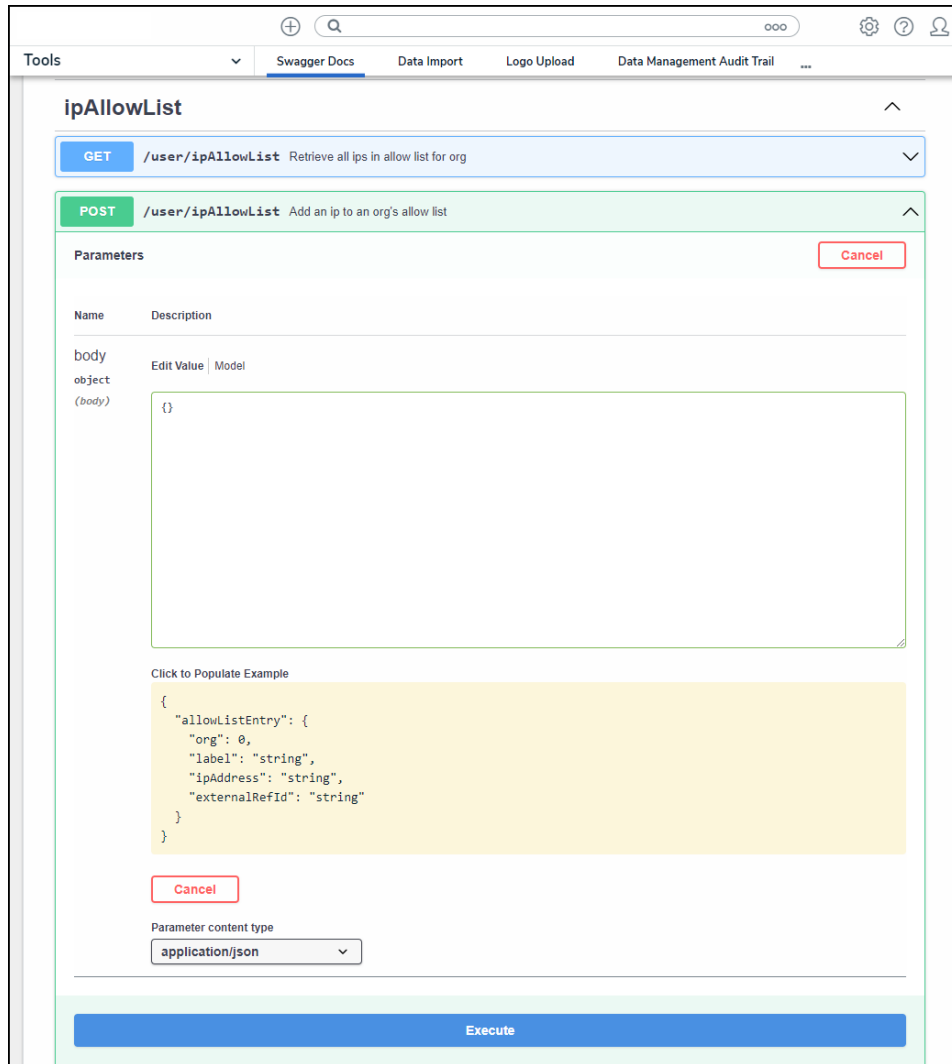 Tools
Swagger Docs Data Import Logo Upload Data Management Audit Trail ...
ipAllowList
GET /user/ipAllowList Retrieve all ips in allow list for org
POST /user/ipAllowList Add an ip to an org's allow list
Parameters Cancel
Name Description
body
object
(body)
Edit Value Model
{}
Click to Populate Example
{
  "allowListEntry": {
    "org": 0,
    "label": "string",
    "ipAddress": "string",
    "externalRefId": "string"
  }
}
Cancel
Parameter content type
application/json
Execute